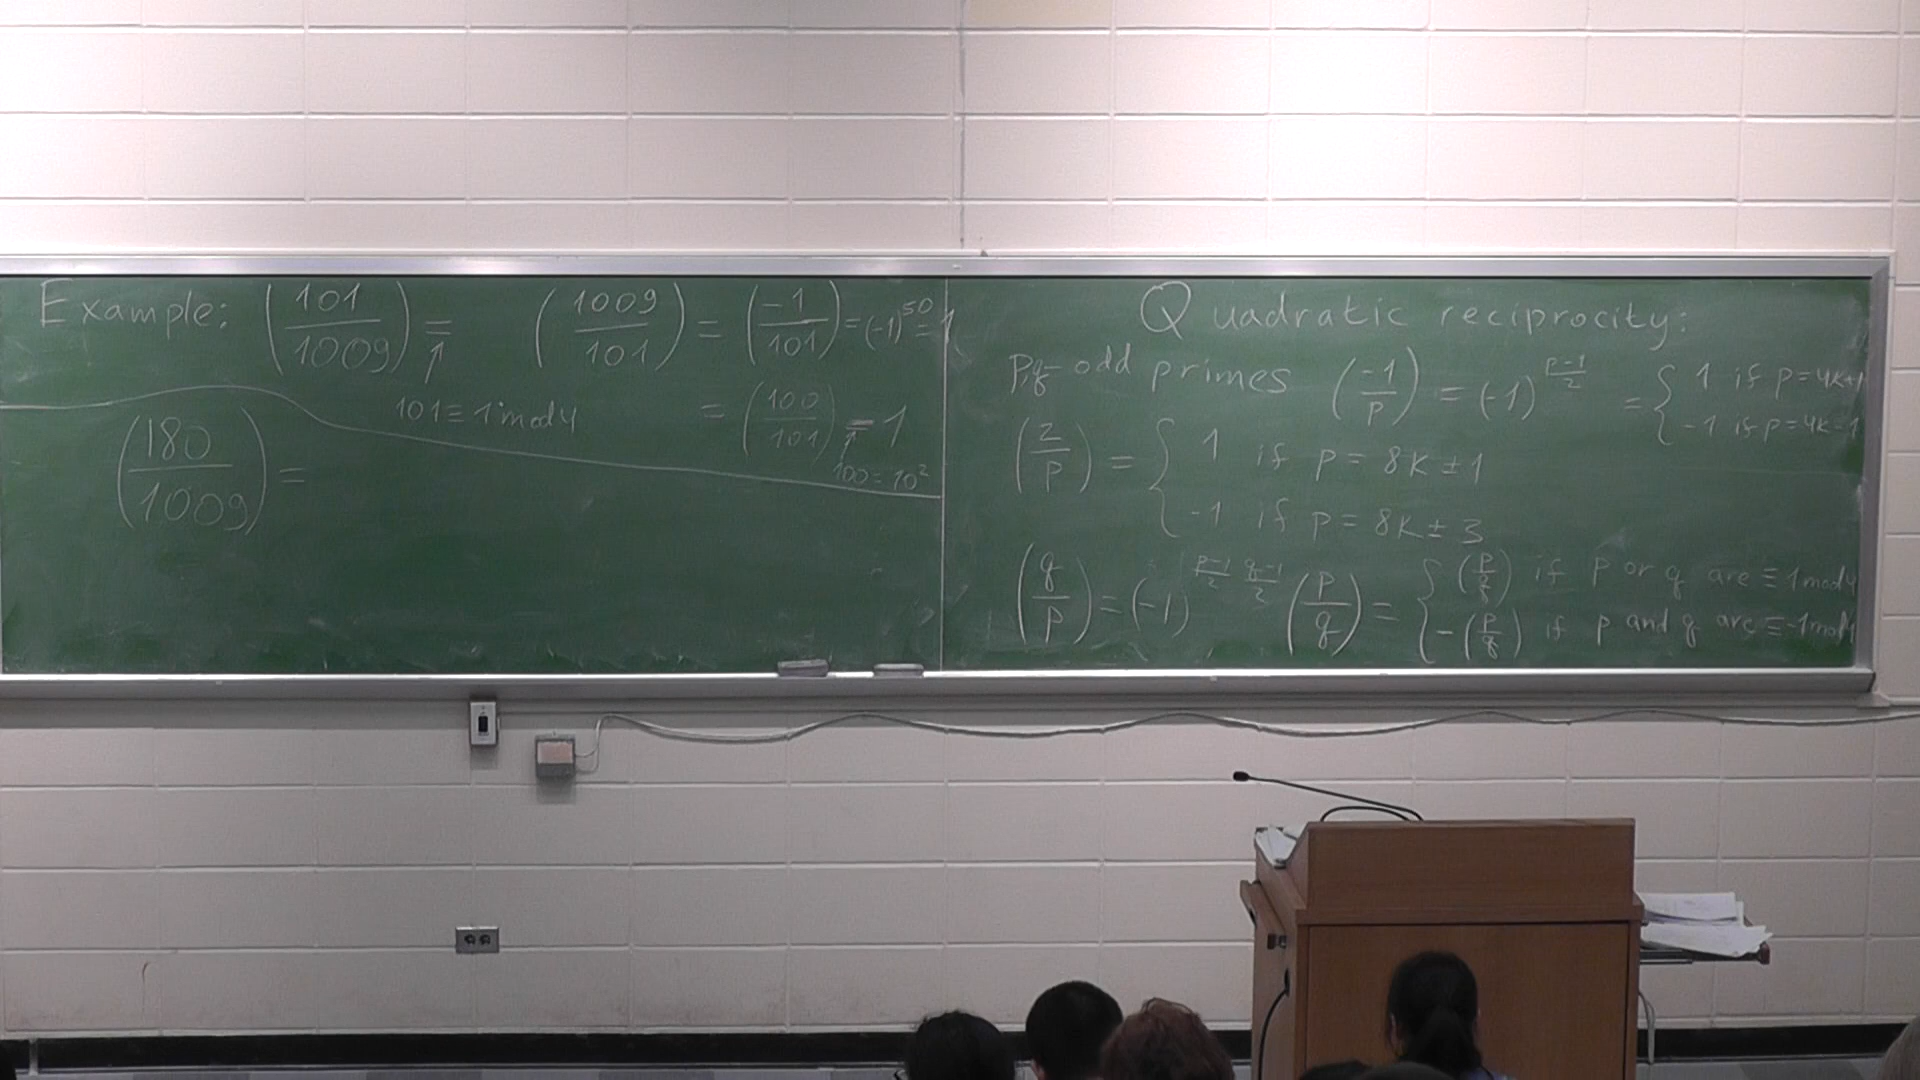 Example: (101/1009) = (1009/101) = (-1/101) = (-1)^50 = 1
↑
101 ≡ 1 mod 4 = (100/101) = 1
↑
100 = 10²
(180/1009) =
Quadratic reciprocity:
p,q - odd primes (-1/p) = (-1)^((p-1)/2) = { 1 if p = 4k+1
-1 if p = 4k-1
(2/p) = { 1 if p = 8k ± 1
-1 if p = 8k ± 3
(q/p) = (-1)^((p-1)/2 (q-1)/2) (p/q) = { (p/q) if p or q are ≡ 1 mod 4
-(p/q) if p and q are ≡ -1 mod 4